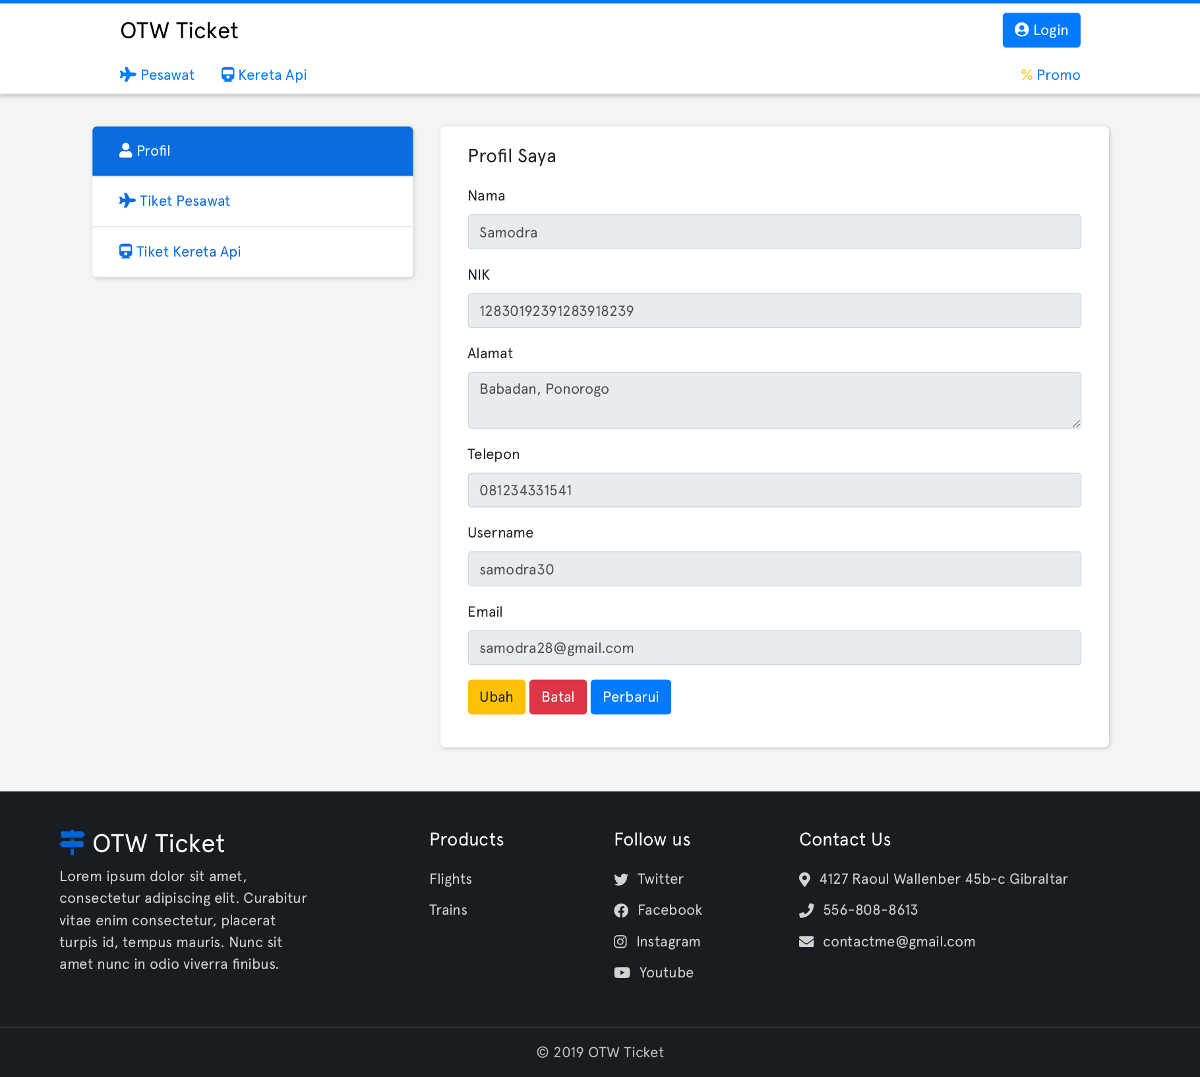 OTW Ticket
Login
Pesawat
Kereta Api
% Promo
Profil
Tiket Pesawat
Tiket Kereta Api
Profil Saya
Nama
Samodra
NIK
12830192391283918239
Alamat
Babadan, Ponorogo
Telepon
081234331541
Username
samodra30
Email
samodra28@gmail.com
Ubah
Batal
Perbarui
OTW Ticket
Lorem ipsum dolor sit amet,
consectetur adipiscing elit. Curabitur
vitae enim consectetur, placerat
turpis id, tempus mauris. Nunc sit
amet nunc in odio viverra finibus.
Products
Flights
Trains
Follow us
Twitter
Facebook
Instagram
Youtube
Contact Us
4127 Raoul Wallenber 45b-c Gibraltar
556-808-8613
contactme@gmail.com
© 2019 OTW Ticket